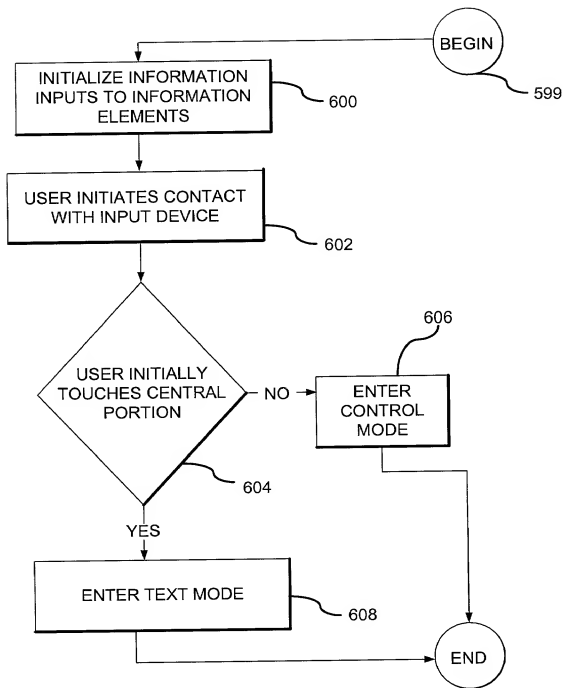 BEGIN
599
INITIALIZE INFORMATION
INPUTS TO INFORMATION
ELEMENTS
600
USER INITIATES CONTACT
WITH INPUT DEVICE
602
USER INITIALLY
TOUCHES CENTRAL
PORTION
604
NO
606
ENTER
CONTROL
MODE
YES
ENTER TEXT MODE
608
END